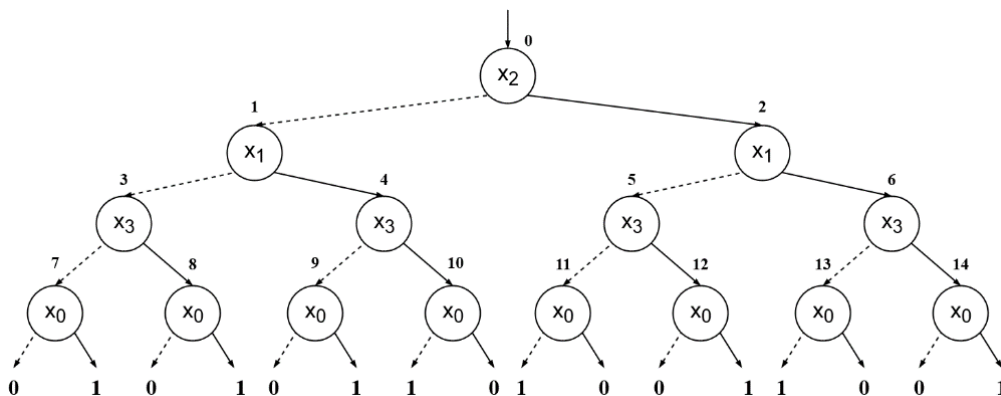 0
x₂
1 2
x₁ x₁
3 4 5 6
x₃ x₃ x₃ x₃
7 8 9 10 11 12 13 14
x₀ x₀ x₀ x₀ x₀ x₀ x₀ x₀
0 1 0 1 0 1 1 0 1 0 0 1 1 0 0 1